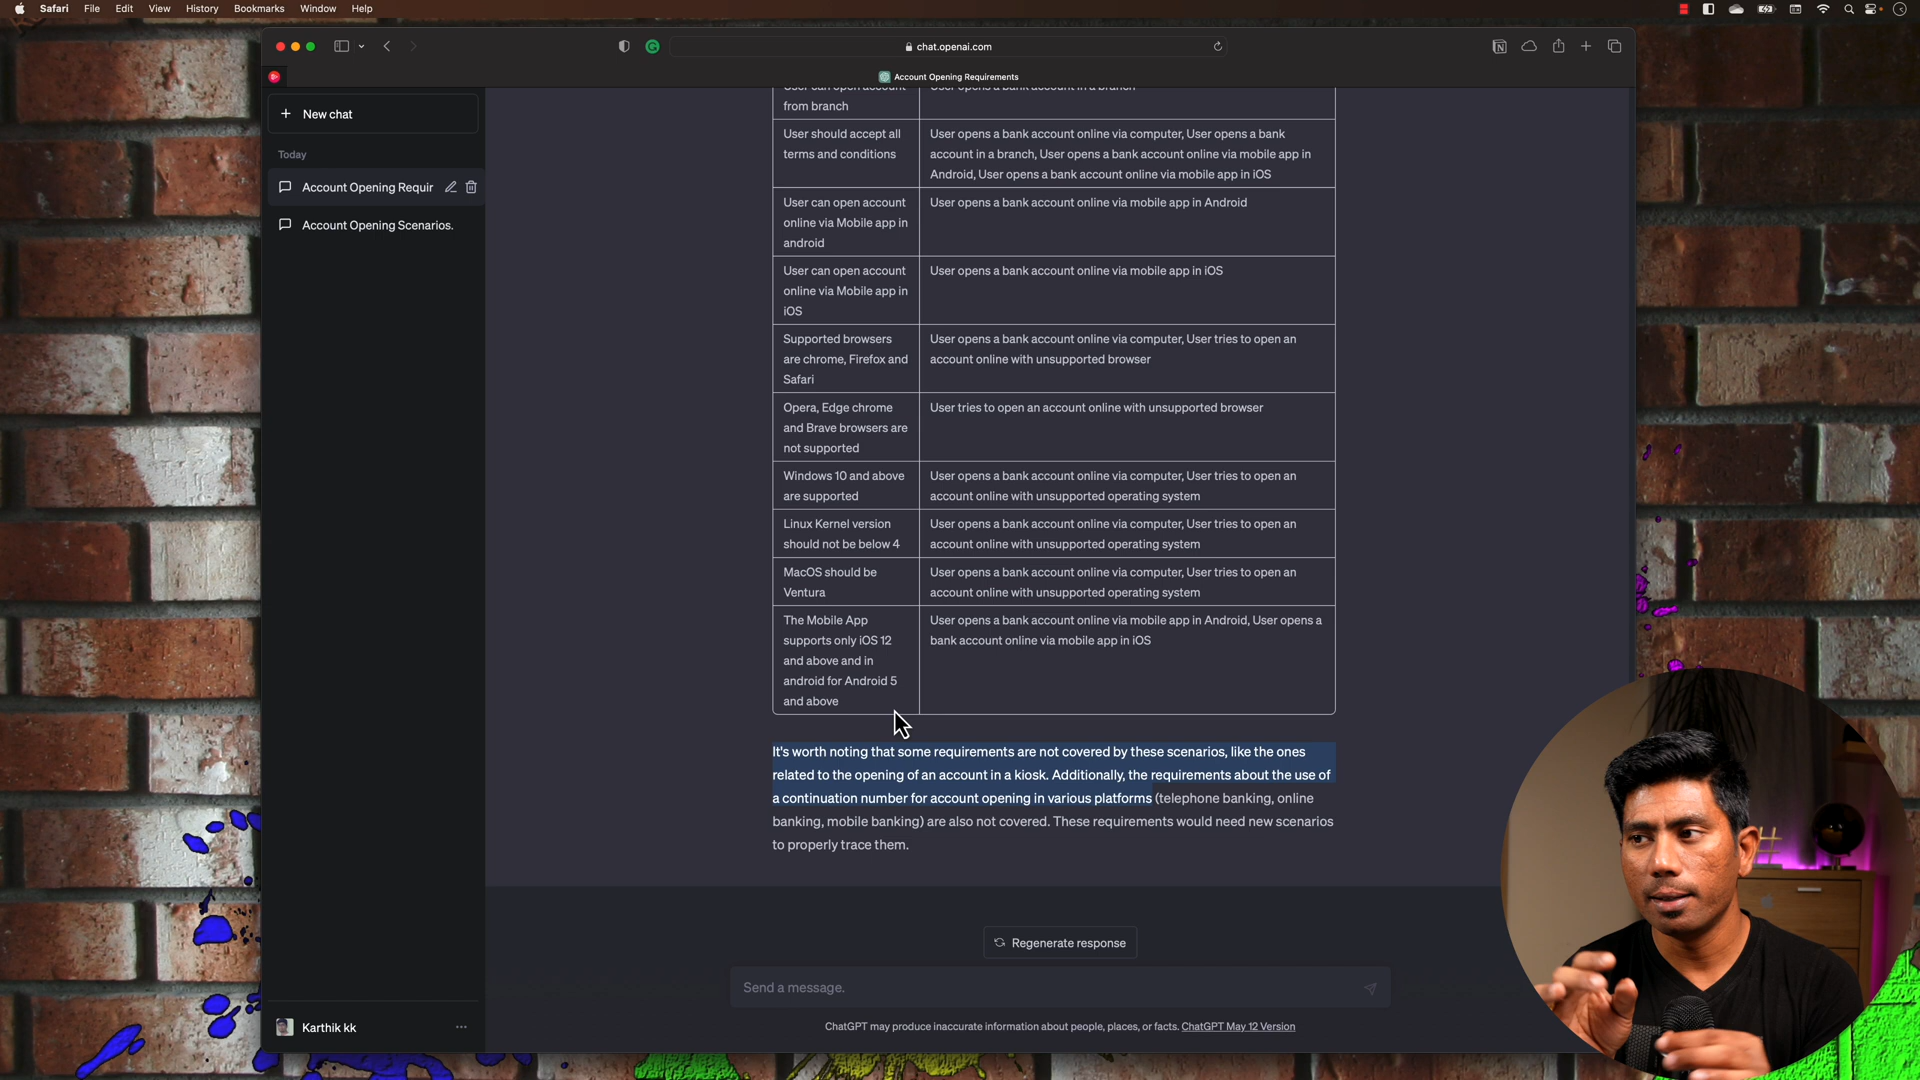 Safari File Edit View History Bookmarks Window Help
chat.openai.com
Account Opening Requirements
New chat
Today
Account Opening Requir
Account Opening Scenarios.
User can open account
from branch
User opens a bank account in a branch
User should accept all
terms and conditions
User opens a bank account online via computer, User opens a bank
account in a branch, User opens a bank account online via mobile app in
Android, User opens a bank account online via mobile app in iOS
User can open account
online via Mobile app in
android
User opens a bank account online via mobile app in Android
User can open account
online via Mobile app in
iOS
User opens a bank account online via mobile app in iOS
Supported browsers
are chrome, Firefox and
Safari
User opens a bank account online via computer, User tries to open an
account online with unsupported browser
Opera, Edge chrome
and Brave browsers are
not supported
User tries to open an account online with unsupported browser
Windows 10 and above
are supported
User opens a bank account online via computer, User tries to open an
account online with unsupported operating system
Linux Kernel version
should not be below 4
User opens a bank account online via computer, User tries to open an
account online with unsupported operating system
MacOS should be
Ventura
User opens a bank account online via computer, User tries to open an
account online with unsupported operating system
The Mobile App
supports only iOS 12
and above and in
android for Android 5
and above
User opens a bank account online via mobile app in Android, User opens a
bank account online via mobile app in iOS
It's worth noting that some requirements are not covered by these scenarios, like the ones
related to the opening of an account in a kiosk. Additionally, the requirements about the use of
a continuation number for account opening in various platforms (telephone banking, online
banking, mobile banking) are also not covered. These requirements would need new scenarios
to properly trace them.
Regenerate response
Send a message.
ChatGPT may produce inaccurate information about people, places, or facts. ChatGPT May 12 Version
Karthik kk